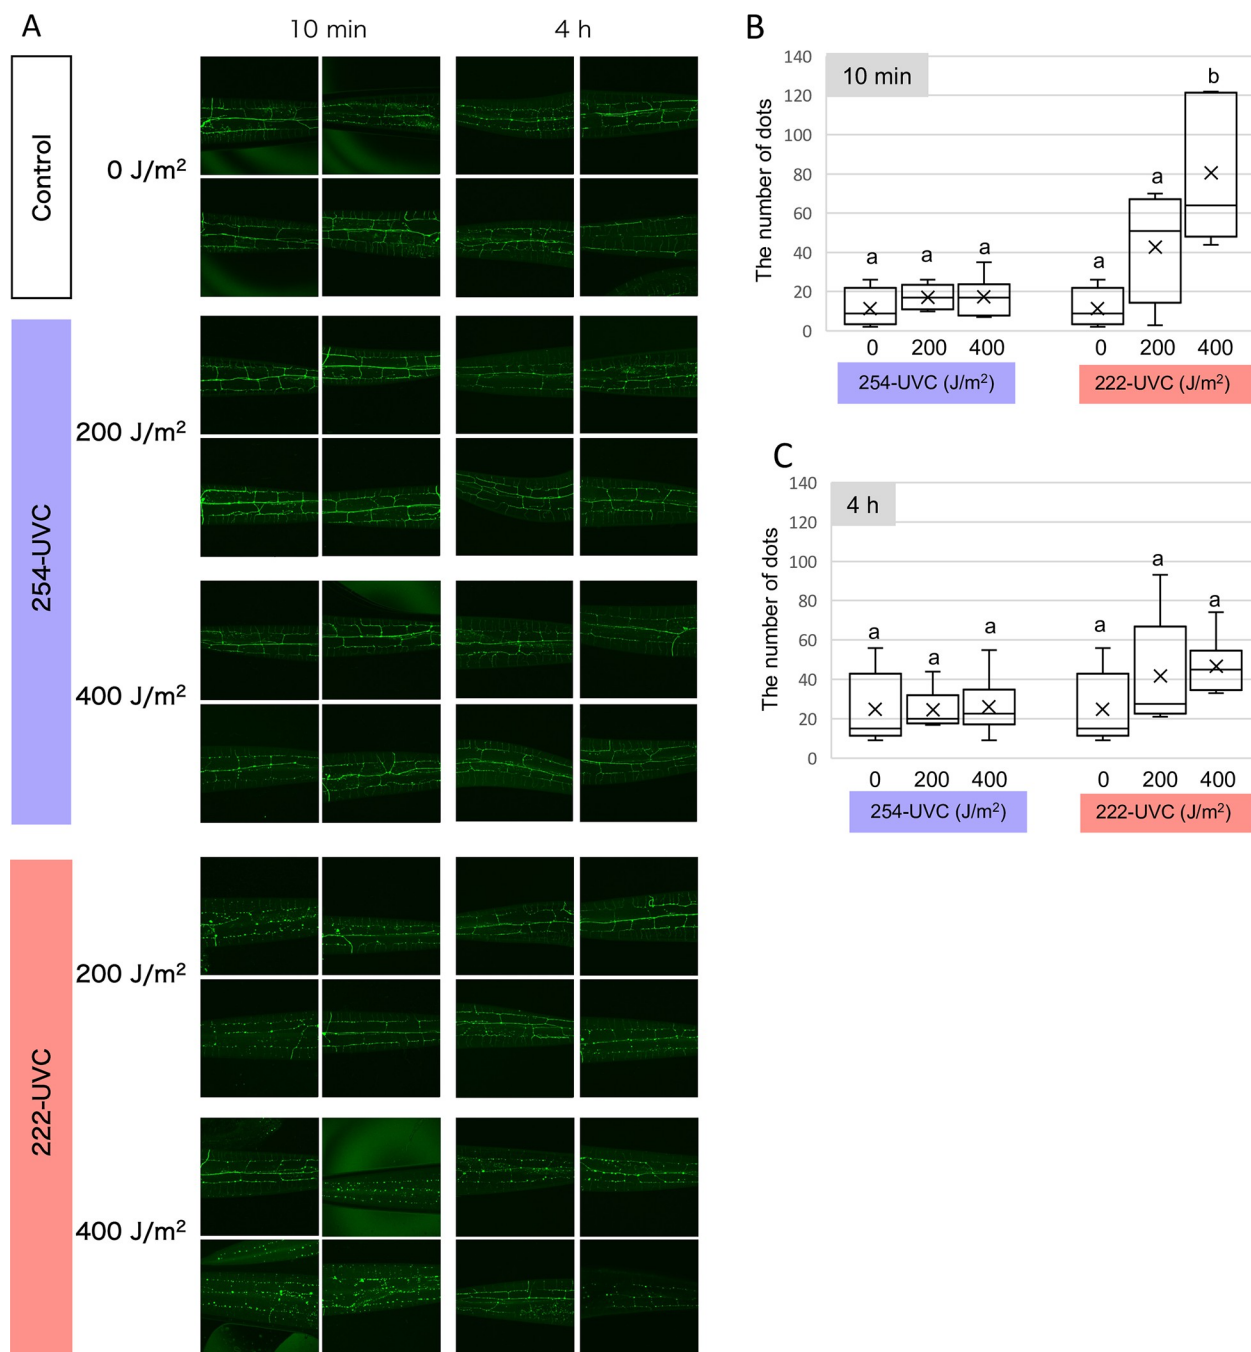 A
10 min
4 h
Control
0 J/m²
254-UVC
200 J/m²
400 J/m²
222-UVC
200 J/m²
400 J/m²
B
10 min
The number of dots
140
120
100
80
60
40
20
0
a
a
a
a
a
b
0 200 400
0 200 400
254-UVC (J/m²)
222-UVC (J/m²)
C
4 h
The number of dots
140
120
100
80
60
40
20
0
a
a
a
a
a
a
0 200 400
0 200 400
254-UVC (J/m²)
222-UVC (J/m²)